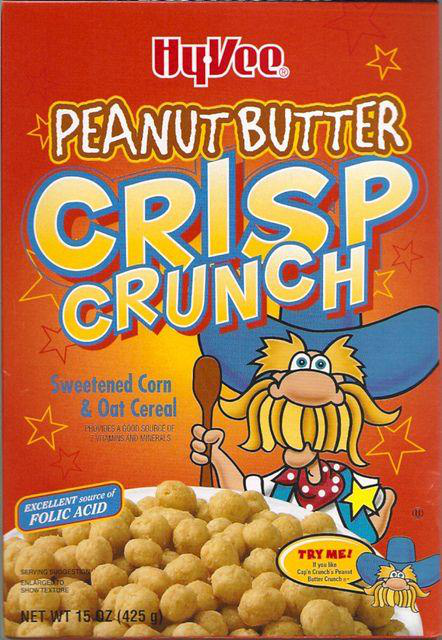 HyVee®
PEANUT BUTTER
CRISP
CRUNCH
Sweetened Corn
& Oat Cereal
PROVIDES A GOOD SOURCE OF
7 VITAMINS AND MINERALS
EXCELLENT source of
FOLIC ACID
TRY ME!
If you like
Cap'n Crunch's Peanut
Butter Crunch®*
SERVING SUGGESTION
ENLARGED TO
SHOW TEXTURE
NET WT 15 OZ (425 g)